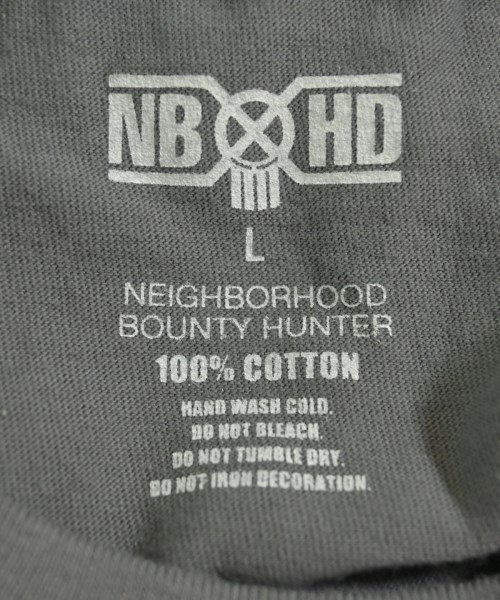 NB HD
L
NEIGHBORHOOD
BOUNTY HUNTER
100% COTTON
HAND WASH COLD.
DO NOT BLEACH.
DO NOT TUMBLE DRY.
DO NOT IRON DECORATION.